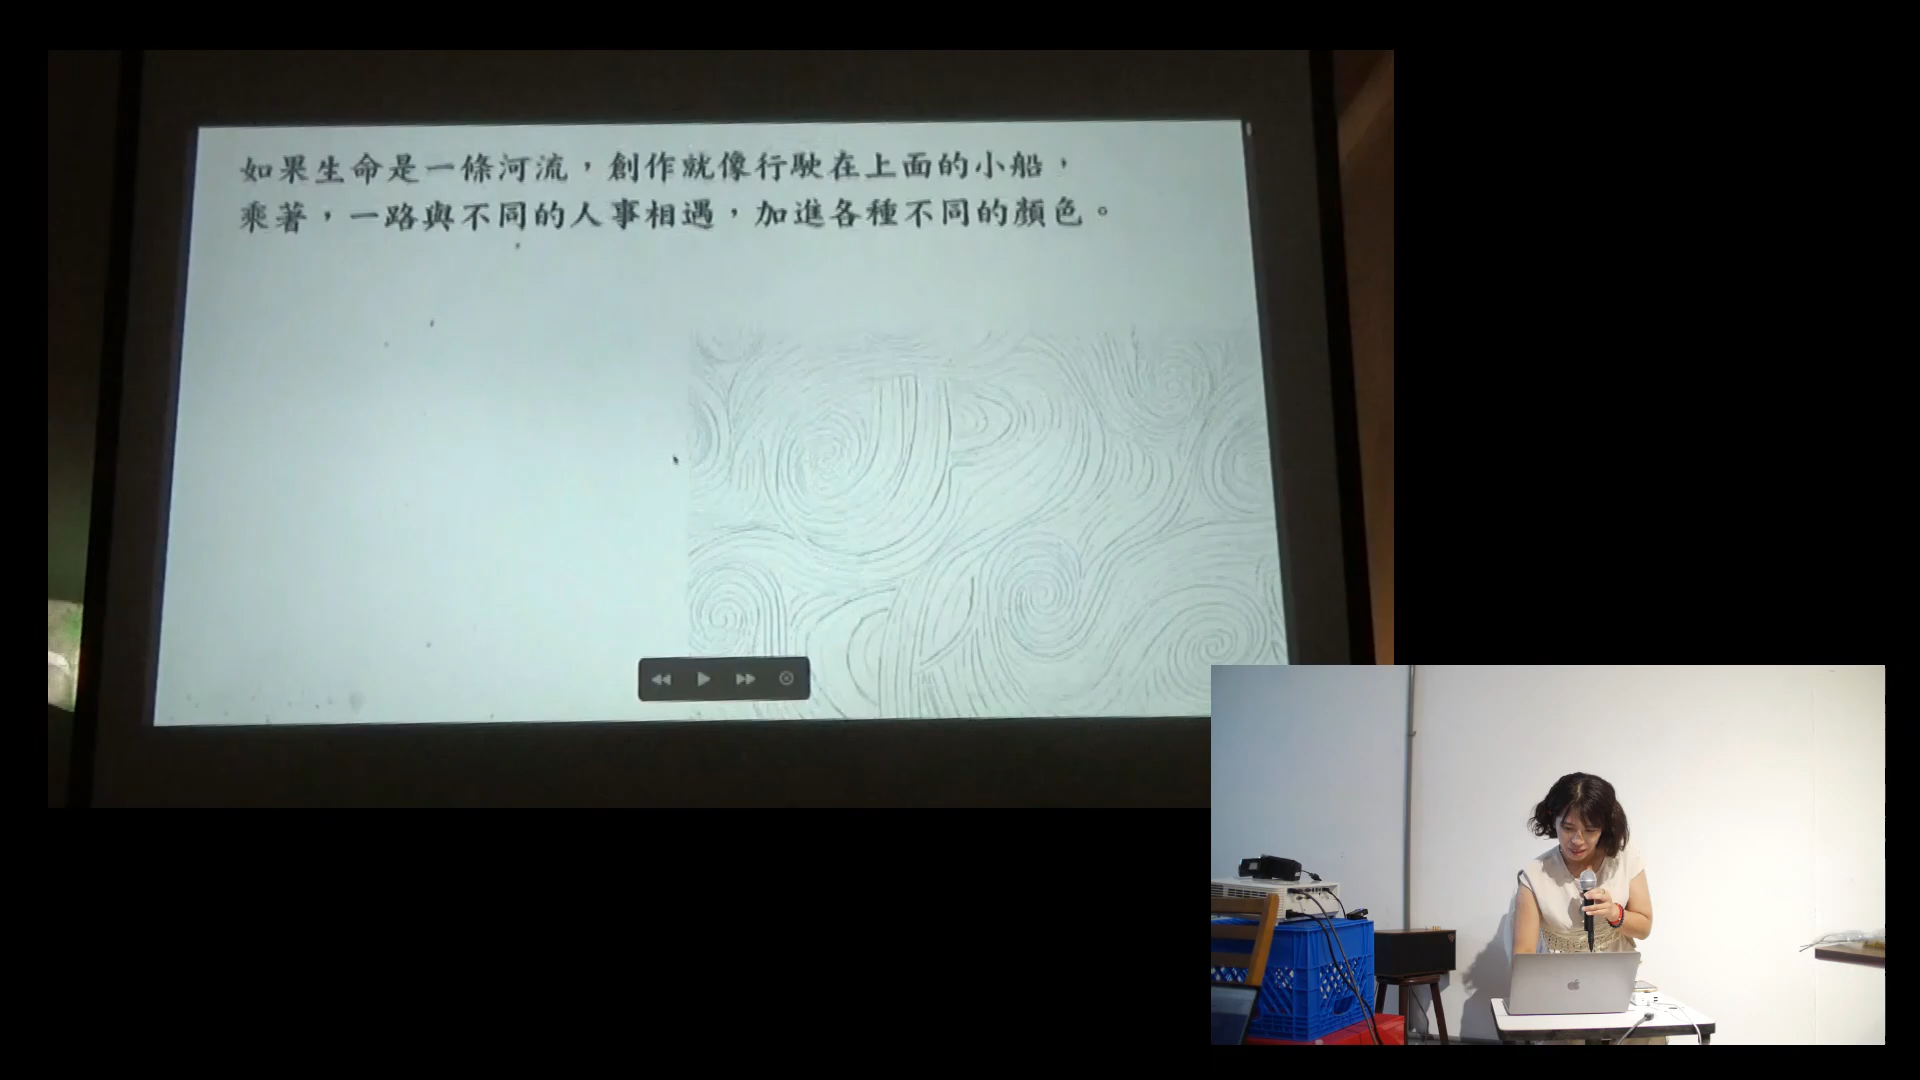 如果生命是一條河流，創作就像行駛在上面的小船，
乘著，一路與不同的人事相遇，加進各種不同的顏色。